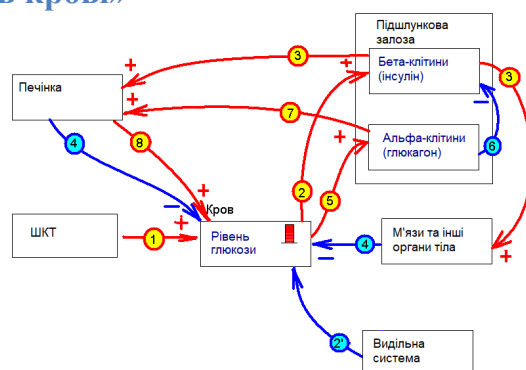 в крові»
Підшлункова
залоза
Бета-клітини
(інсулін)
3
3
+
+
+
Печінка
–
7
+
Альфа-клітини
(глюкагон)
4
8
6
2
5
+
–
+
Кров
ШКТ
1
+
Рівень
глюкози
4
–
М'язи та інші
органи тіла
+
2'
Видільна
система